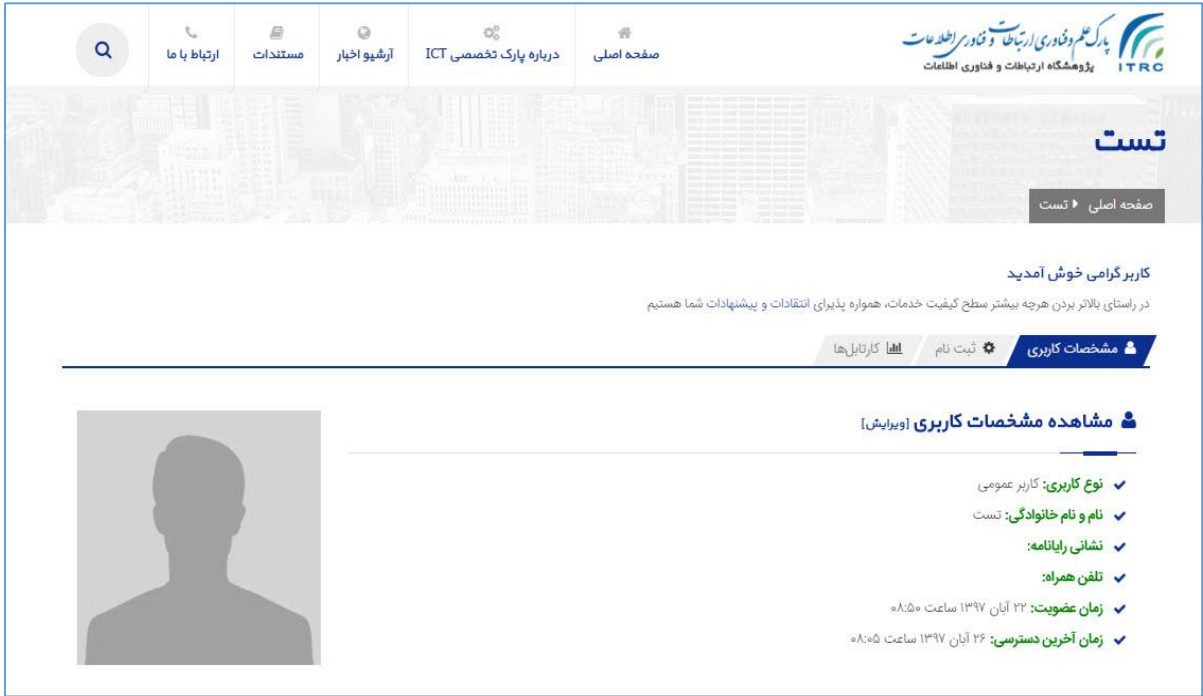 پارک علم و فناوری ارتباطات و فناوری اطلاعات
پژوهشگاه ارتباطات و فناوری اطلاعات
ITRC
صفحه اصلی
درباره پارک تخصصی ICT
آرشیو اخبار
مستندات
ارتباط با ما
تست
صفحه اصلی تست
کاربر گرامی خوش آمدید
در راستای بالاتر بردن هرچه بیشتر سطح کیفیت خدمات، همواره پذیرای انتقادات و پیشنهادات شما هستیم
مشخصات کاربری
ثبت نام
کارتابل‌ها
مشاهده مشخصات کاربری [ویرایش]
نوع کاربری: کاربر عمومی
نام و نام خانوادگی: تست
نشانی رایانامه:
تلفن همراه:
زمان عضویت: ۲۲ آبان ۱۳۹۷ ساعت ۰۸:۵۰
زمان آخرین دسترسی: ۲۶ آبان ۱۳۹۷ ساعت ۰۸:۰۵